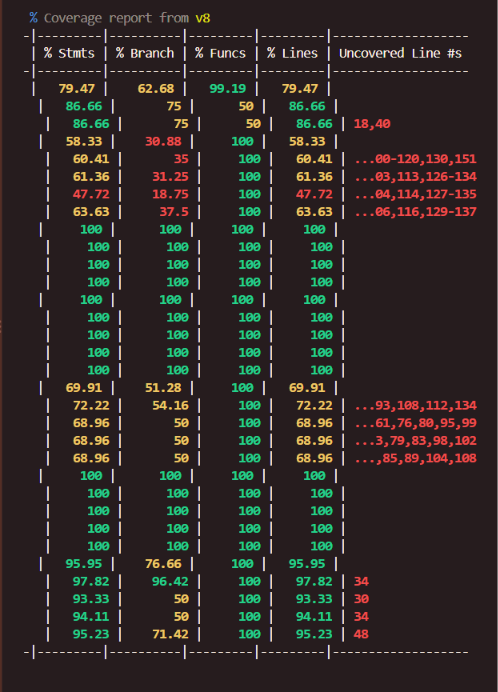 % Coverage report from v8
-|---------|----------|---------|---------|-------------------
 | % Stmts | % Branch | % Funcs | % Lines | Uncovered Line #s
-|---------|----------|---------|---------|-------------------
 | 79.47 | 62.68 | 99.19 | 79.47 |
 | 86.66 | 75 | 50 | 86.66 |
 | 86.66 | 75 | 50 | 86.66 | 18,40
 | 58.33 | 30.88 | 100 | 58.33 |
 | 60.41 | 35 | 100 | 60.41 | ...00-120,130,151
 | 61.36 | 31.25 | 100 | 61.36 | ...03,113,126-134
 | 47.72 | 18.75 | 100 | 47.72 | ...04,114,127-135
 | 63.63 | 37.5 | 100 | 63.63 | ...06,116,129-137
 | 100 | 100 | 100 | 100 |
 | 100 | 100 | 100 | 100 |
 | 100 | 100 | 100 | 100 |
 | 100 | 100 | 100 | 100 |
 | 100 | 100 | 100 | 100 |
 | 100 | 100 | 100 | 100 |
 | 100 | 100 | 100 | 100 |
 | 100 | 100 | 100 | 100 |
 | 100 | 100 | 100 | 100 |
 | 69.91 | 51.28 | 100 | 69.91 |
 | 72.22 | 54.16 | 100 | 72.22 | ...93,108,112,134
 | 68.96 | 50 | 100 | 68.96 | ...61,76,80,95,99
 | 68.96 | 50 | 100 | 68.96 | ...3,79,83,98,102
 | 68.96 | 50 | 100 | 68.96 | ...,85,89,104,108
 | 100 | 100 | 100 | 100 |
 | 100 | 100 | 100 | 100 |
 | 100 | 100 | 100 | 100 |
 | 100 | 100 | 100 | 100 |
 | 100 | 100 | 100 | 100 |
 | 95.95 | 76.66 | 100 | 95.95 |
 | 97.82 | 96.42 | 100 | 97.82 | 34
 | 93.33 | 50 | 100 | 93.33 | 30
 | 94.11 | 50 | 100 | 94.11 | 34
 | 95.23 | 71.42 | 100 | 95.23 | 48
-|---------|----------|---------|---------|-------------------